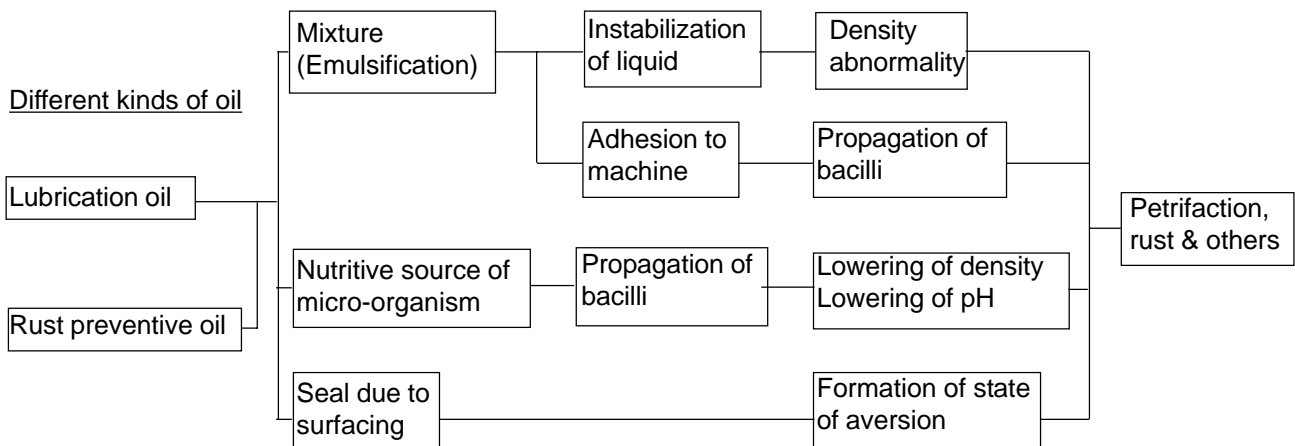 Different kinds of oil
Lubrication oil
Rust preventive oil
Mixture
(Emulsification)
Instabilization
of liquid
Density
abnormality
Adhesion to
machine
Propagation of
bacilli
Nutritive source of
micro-organism
Propagation of
bacilli
Lowering of density
Lowering of pH
Seal due to
surfacing
Formation of state
of aversion
Petrifaction,
rust & others